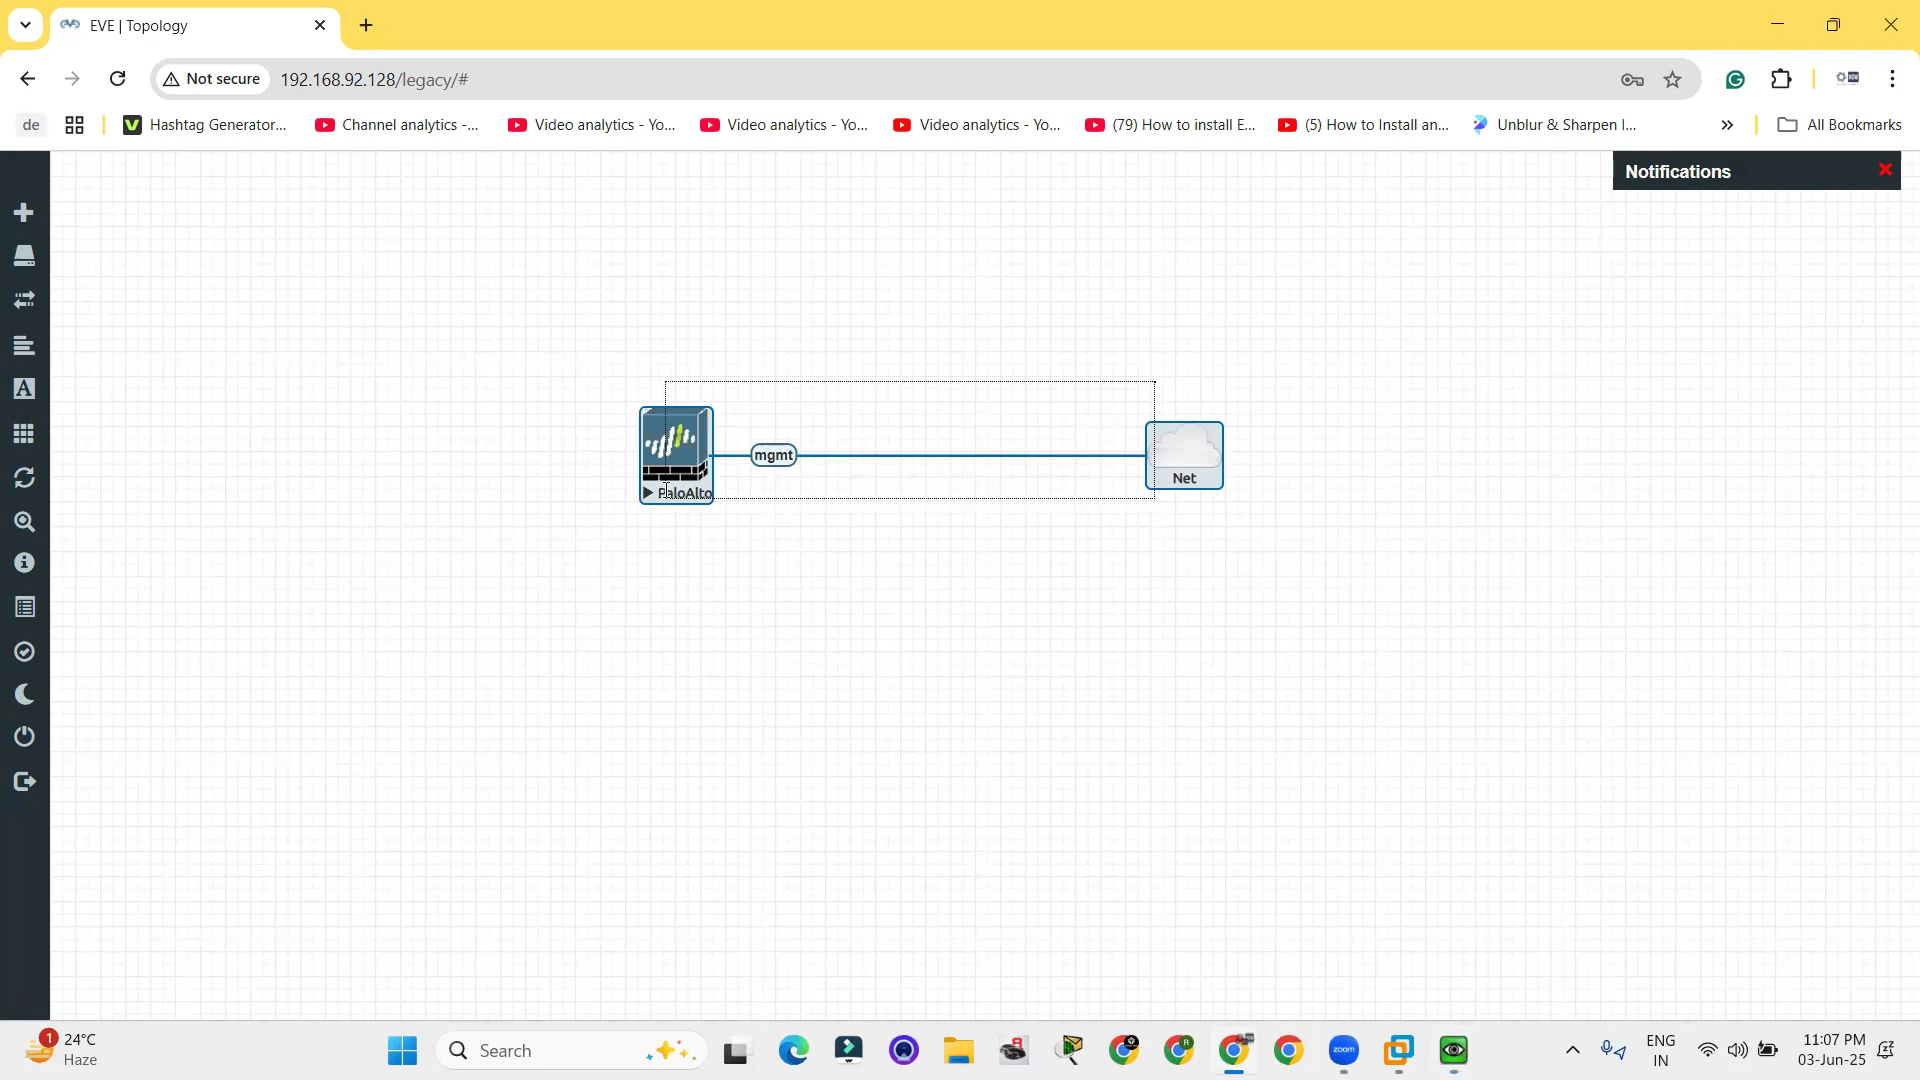 EVE | Topology
Not secure
192.168.92.128/legacy/#
de
Hashtag Generator...
Channel analytics -...
Video analytics - Yo...
Video analytics - Yo...
Video analytics - Yo...
(79) How to install E...
(5) How to Install an...
Unblur & Sharpen I...
All Bookmarks
Notifications
mgmt
PaloAlto
Net
1
24°C
Haze
Search
zoom
ENG
IN
11:07 PM
03-Jun-25